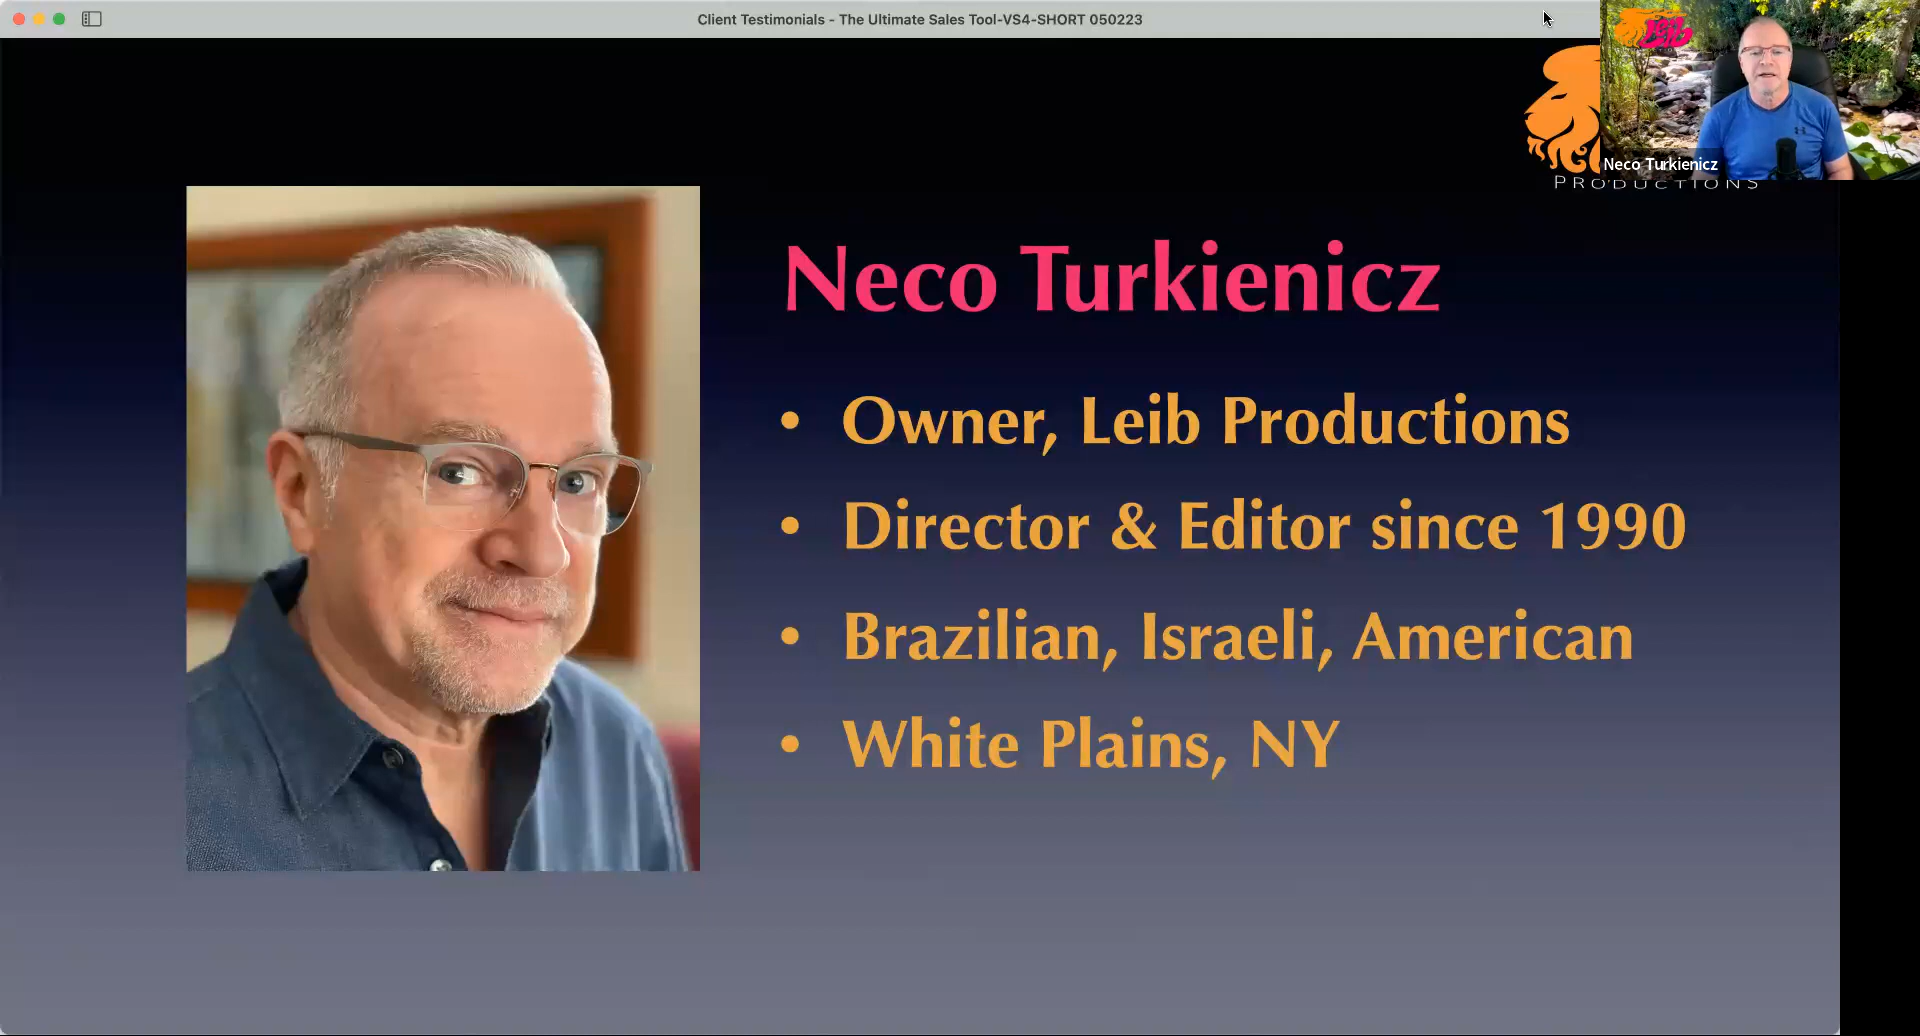 Client Testimonials - The Ultimate Sales Tool-VS4-SHORT 050223
Leib
Neco Turkienicz
PRODUCTIONS
Neco Turkienicz
• Owner, Leib Productions
• Director & Editor since 1990
• Brazilian, Israeli, American
• White Plains, NY